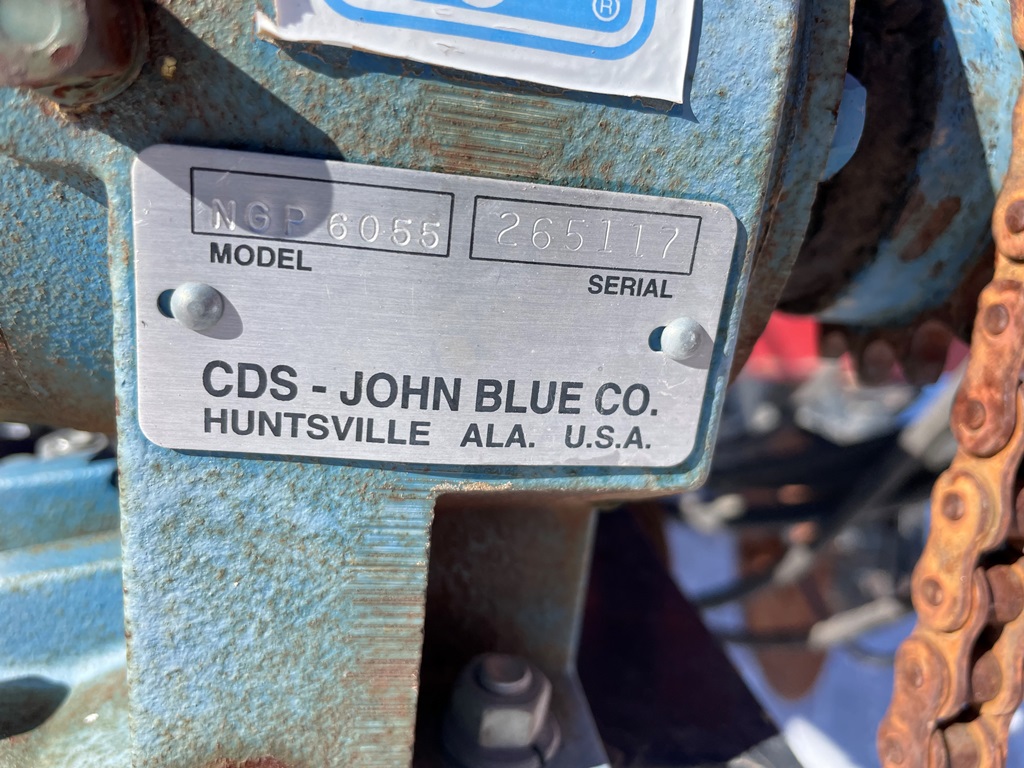 ®
NGP 6055 265117
MODEL SERIAL
CDS - JOHN BLUE CO.
HUNTSVILLE ALA. U.S.A.